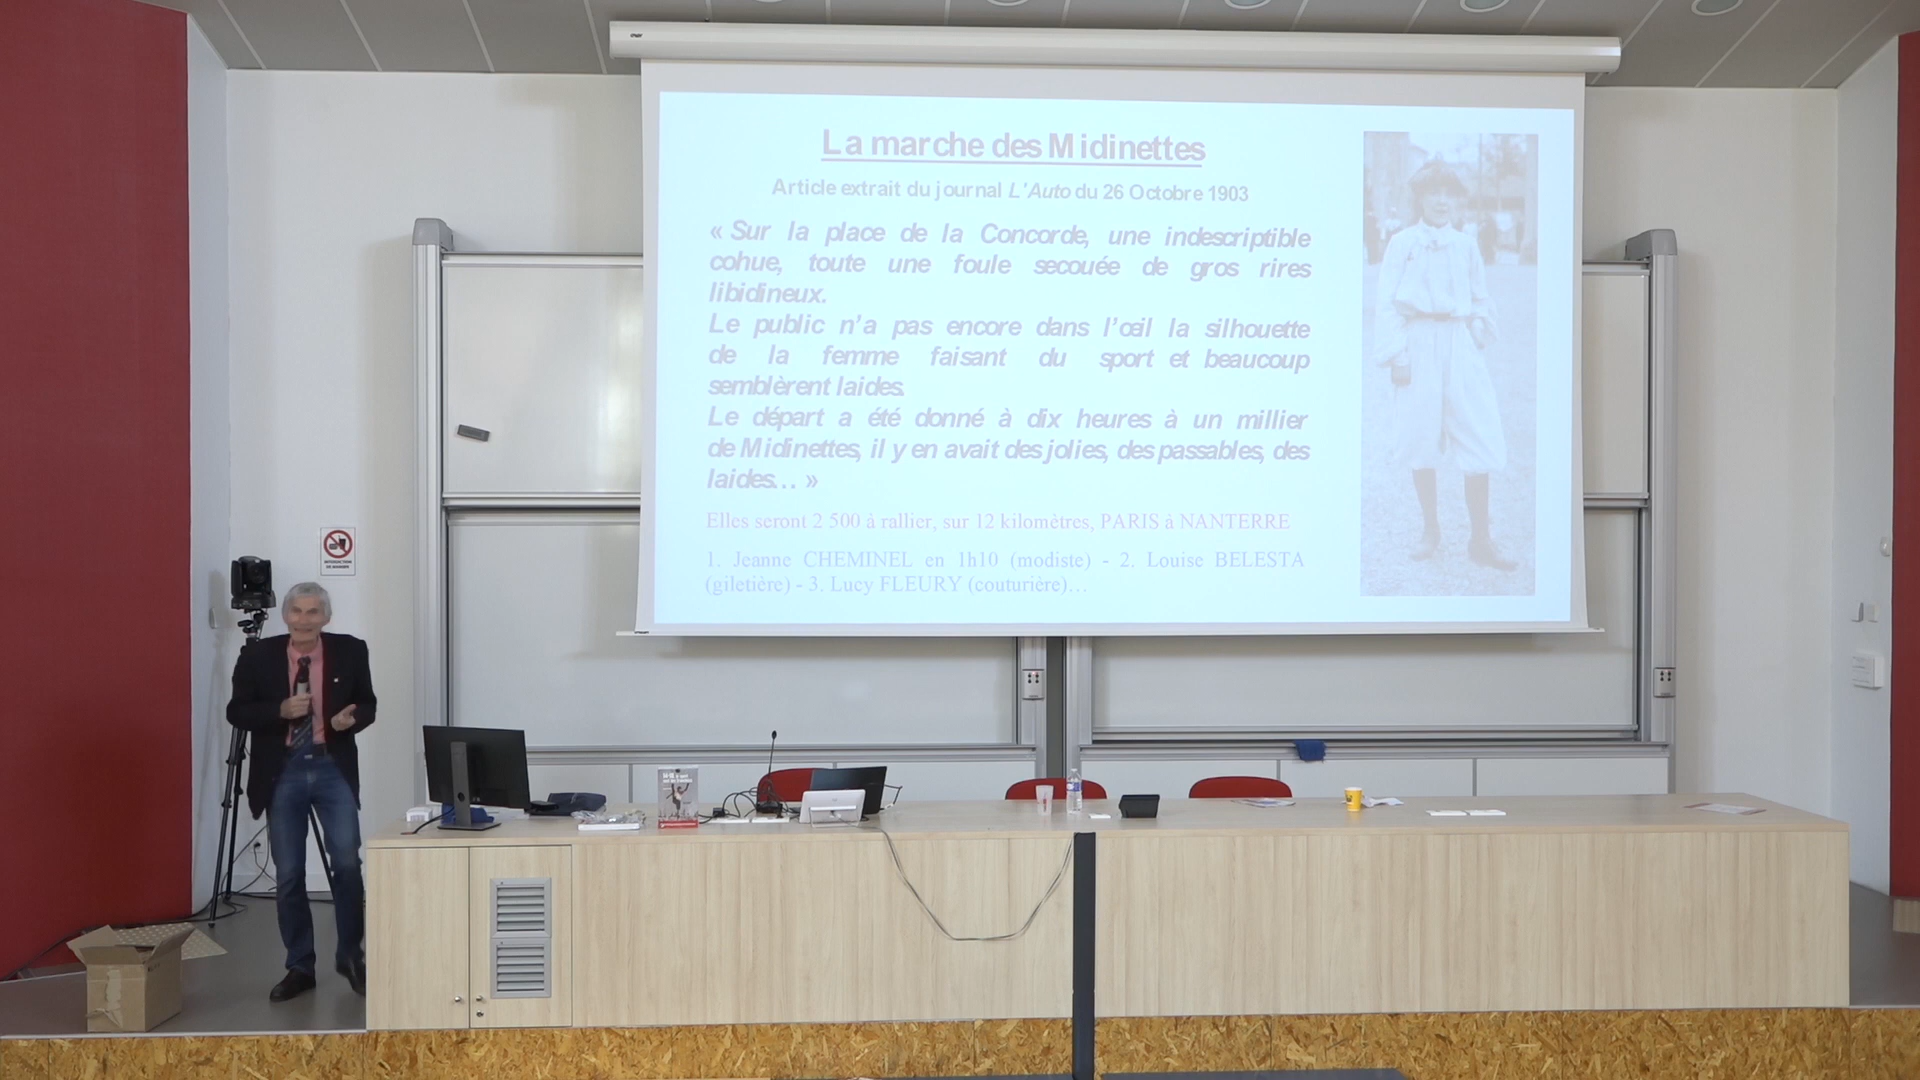 La marche des Midinettes
Article extrait du journal L'Auto du 26 Octobre 1903
« Sur la place de la Concorde, une indescriptible
cohue, toute une foule secouée de gros rires
libidineux.
Le public n'a pas encore dans l'œil la silhouette
de la femme faisant du sport et beaucoup
semblèrent laides.
Le départ a été donné à dix heures à un millier
de Midinettes, il y en avait des jolies, des passables, des
laides… »
Elles seront 2 500 à rallier, sur 12 kilomètres, PARIS à NANTERRE
1. Jeanne CHEMINEL en 1h10 (modiste) - 2. Louise BELESTA
(giletière) - 3. Lucy FLEURY (couturière)…
INTERDICTION
DE MANGER